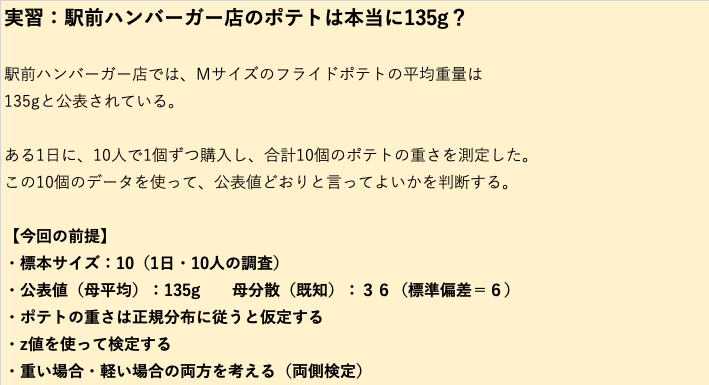 実習：駅前ハンバーガー店のポテトは本当に135g？
駅前ハンバーガー店では、Mサイズのフライドポテトの平均重量は
135gと公表されている。
ある1日に、10人で1個ずつ購入し、合計10個のポテトの重さを測定した。
この10個のデータを使って、公表値どおりと言ってよいかを判断する。
【今回の前提】
・標本サイズ：10（1日・10人の調査）
・公表値（母平均）：135g　　母分散（既知）：３６（標準偏差＝６）
・ポテトの重さは正規分布に従うと仮定する
・z値を使って検定する
・重い場合・軽い場合の両方を考える（両側検定）